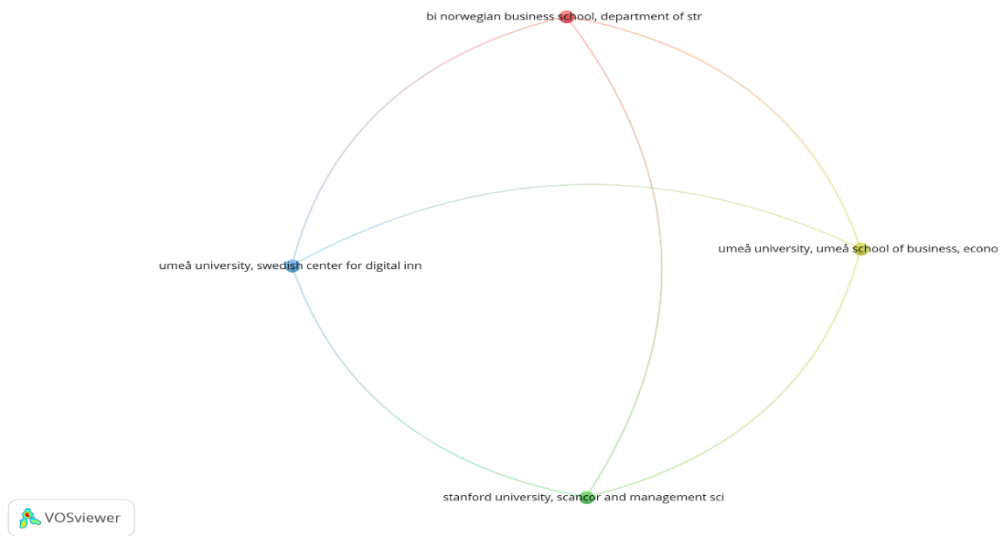 bi norwegian business school, department of str
umeå university, umeå school of business, econo
umeå university, swedish center for digital inn
stanford university, scancor and management sci
VOSviewer